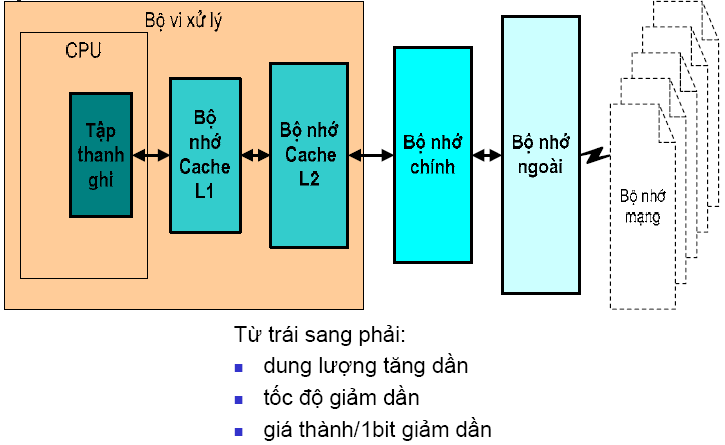 Bộ vi xử lý
CPU
Tập
thanh
ghi
Bộ
nhớ
Cache
L1
Bộ nhớ
Cache
L2
Bộ nhớ
chính
Bộ nhớ
ngoài
Bộ nhớ
mạng
Từ trái sang phải:
dung lượng tăng dần
tốc độ giảm dần
giá thành/1bit giảm dần